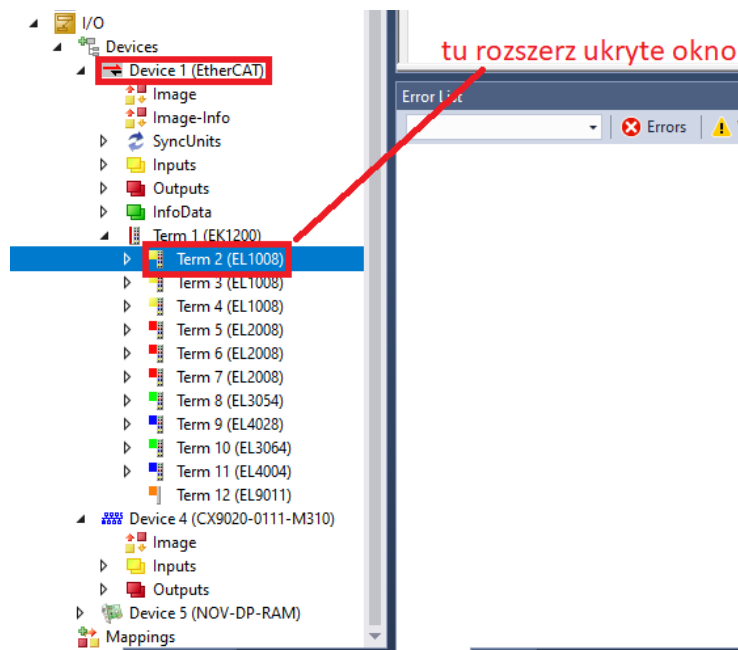 I/O
Devices
tu rozszerz ukryte okno
Device 1 (EtherCAT)
Image
Error List
Image-Info
Errors
SyncUnits
Inputs
Outputs
InfoData
Term 1 (EK1200)
Term 2 (EL1008)
Term 3 (EL1008)
Term 4 (EL1008)
Term 5 (EL2008)
Term 6 (EL2008)
Term 7 (EL2008)
Term 8 (EL3054)
Term 9 (EL4028)
Term 10 (EL3064)
Term 11 (EL4004)
Term 12 (EL9011)
Device 4 (CX9020-0111-M310)
Image
Inputs
Outputs
Device 5 (NOV-DP-RAM)
Mappings